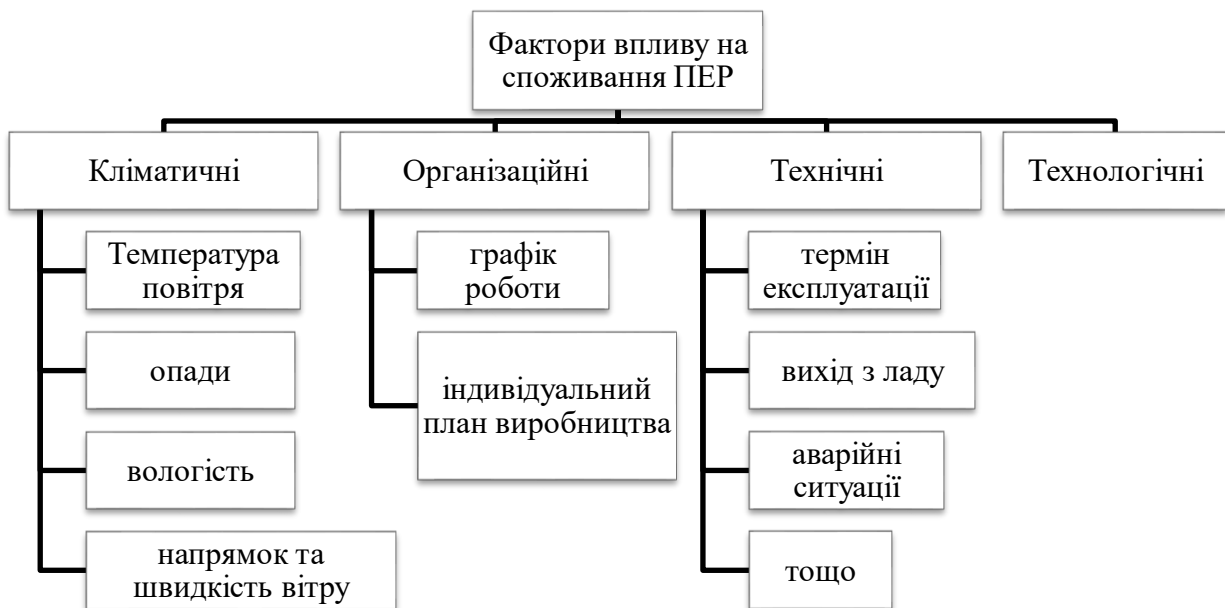 Фактори впливу на
споживання ПЕР
Кліматичні
Організаційні
Технічні
Технологічні
Температура
повітря
опади
вологість
напрямок та
швидкість вітру
графік
роботи
індивідуальний
план виробництва
термін
експлуатації
вихід з ладу
аварійні
ситуації
тощо